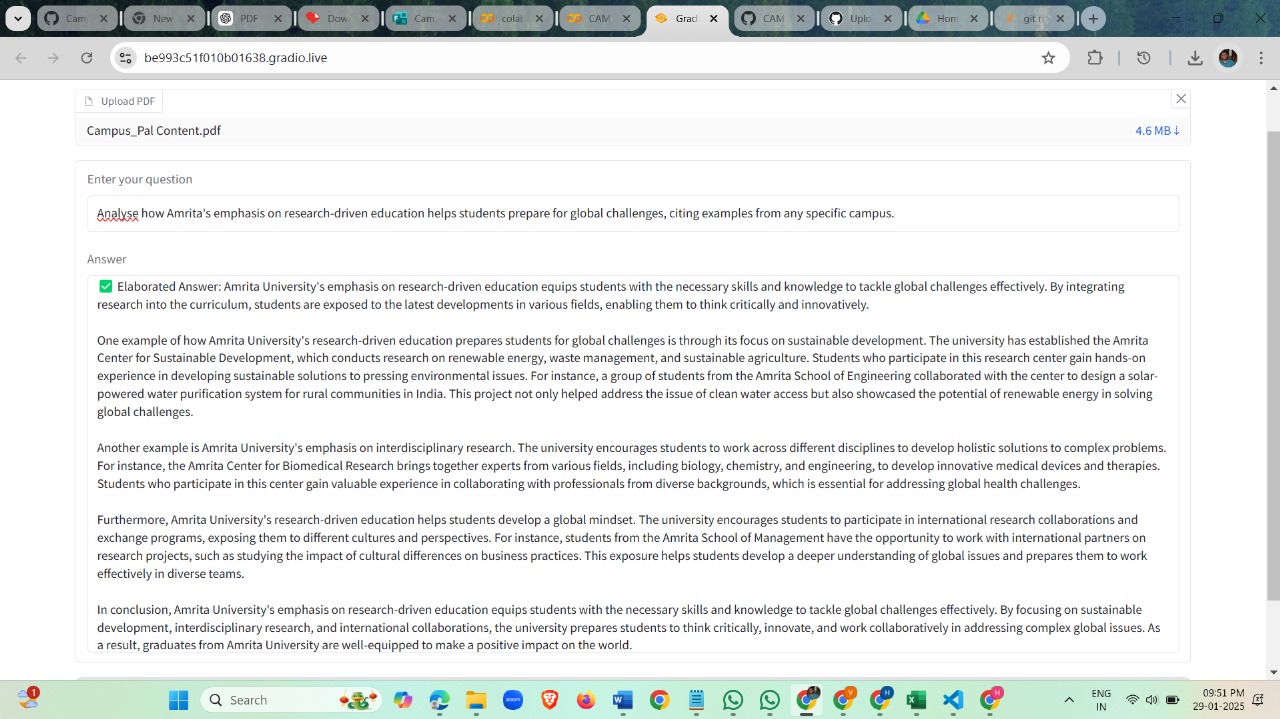 Cam
New
PDF
Dow
Cam
colal
CAM
Grad
CAM
Uplo
Hom
git r
be993c51f010b01638.gradio.live
Upload PDF
Campus_Pal Content.pdf 4.6 MB ↓
Enter your question
Analyse how Amrita's emphasis on research-driven education helps students prepare for global challenges, citing examples from any specific campus.
Answer
✅ Elaborated Answer: Amrita University's emphasis on research-driven education equips students with the necessary skills and knowledge to tackle global challenges effectively. By integrating
research into the curriculum, students are exposed to the latest developments in various fields, enabling them to think critically and innovatively.
One example of how Amrita University's research-driven education prepares students for global challenges is through its focus on sustainable development. The university has established the Amrita
Center for Sustainable Development, which conducts research on renewable energy, waste management, and sustainable agriculture. Students who participate in this research center gain hands-on
experience in developing sustainable solutions to pressing environmental issues. For instance, a group of students from the Amrita School of Engineering collaborated with the center to design a solar-
powered water purification system for rural communities in India. This project not only helped address the issue of clean water access but also showcased the potential of renewable energy in solving
global challenges.
Another example is Amrita University's emphasis on interdisciplinary research. The university encourages students to work across different disciplines to develop holistic solutions to complex problems.
For instance, the Amrita Center for Biomedical Research brings together experts from various fields, including biology, chemistry, and engineering, to develop innovative medical devices and therapies.
Students who participate in this center gain valuable experience in collaborating with professionals from diverse backgrounds, which is essential for addressing global health challenges.
Furthermore, Amrita University's research-driven education helps students develop a global mindset. The university encourages students to participate in international research collaborations and
exchange programs, exposing them to different cultures and perspectives. For instance, students from the Amrita School of Management have the opportunity to work with international partners on
research projects, such as studying the impact of cultural differences on business practices. This exposure helps students develop a deeper understanding of global issues and prepares them to work
effectively in diverse teams.
In conclusion, Amrita University's emphasis on research-driven education equips students with the necessary skills and knowledge to tackle global challenges effectively. By focusing on sustainable
development, interdisciplinary research, and international collaborations, the university prepares students to think critically, innovate, and work collaboratively in addressing complex global issues. As
a result, graduates from Amrita University are well-equipped to make a positive impact on the world.
1
Search
zoom
ENG
IN
09:51 PM
29-01-2025